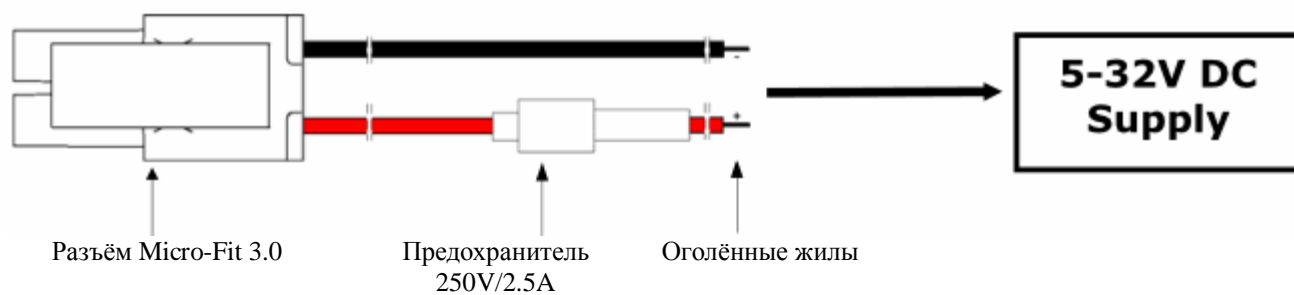 -
+
5-32V DC
Supply
Разъём Micro-Fit 3.0
Предохранитель
250V/2.5A
Оголённые жилы